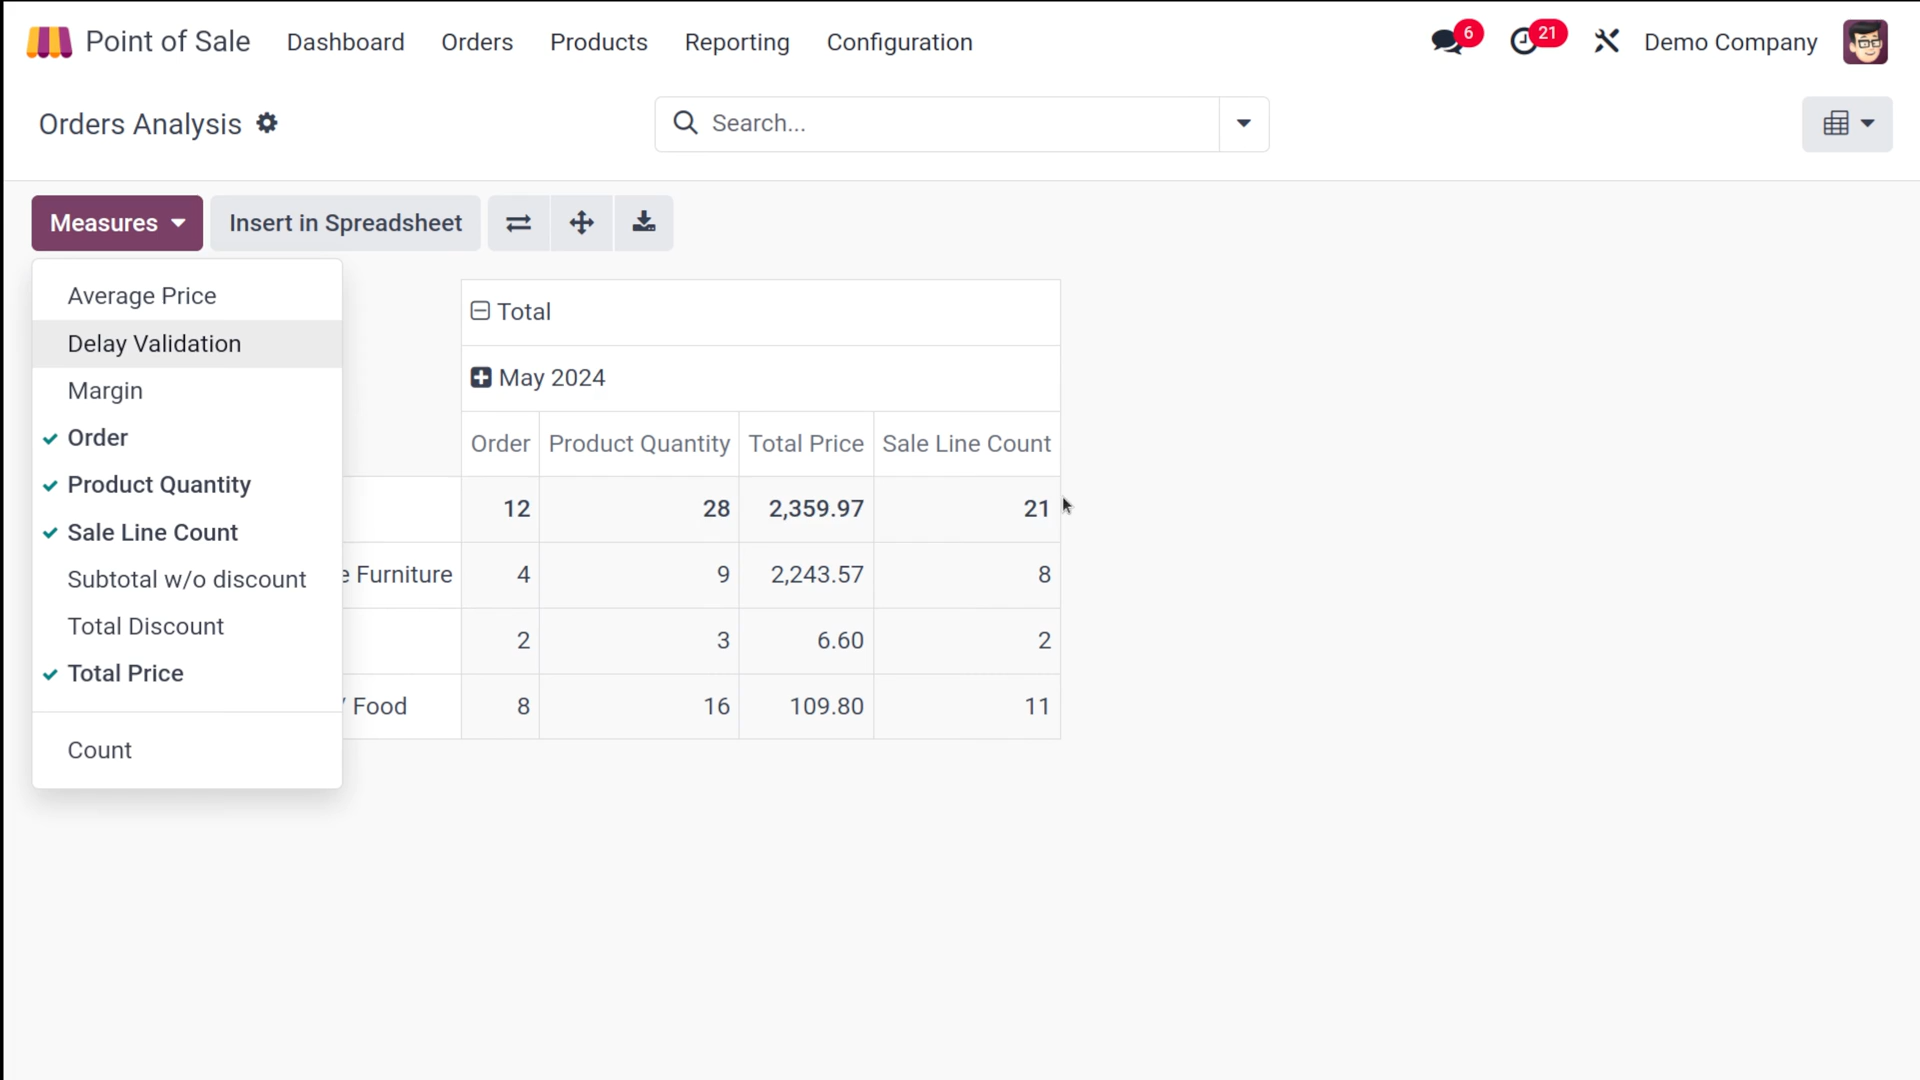 Point of Sale Dashboard Orders Products Reporting Configuration 6 21 Demo Company
Orders Analysis Search...
Measures Insert in Spreadsheet
Average Price
Delay Validation
Margin
Order
Product Quantity
Sale Line Count
Subtotal w/o discount
Total Discount
Total Price
Count
Total
May 2024
Order Product Quantity Total Price Sale Line Count
12 28 2,359.97 21
Furniture 4 9 2,243.57 8
2 3 6.60 2
/ Food 8 16 109.80 11